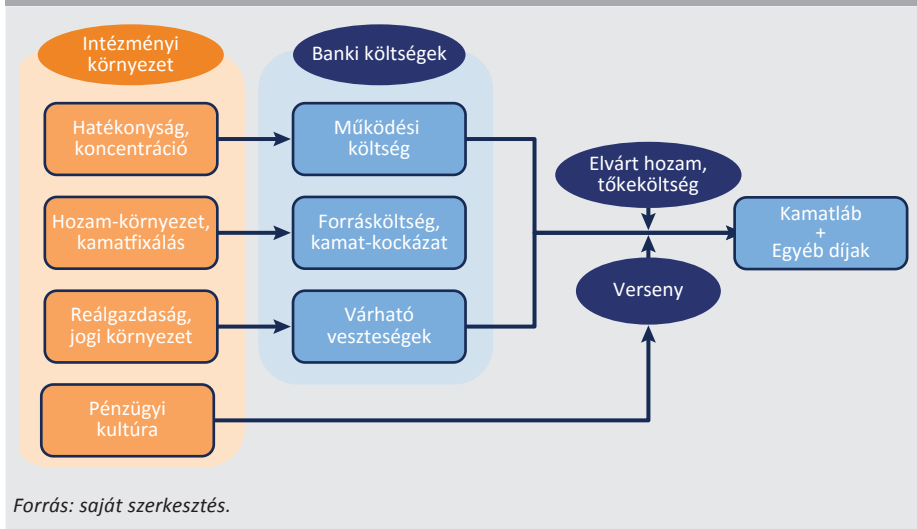 Intézményi
környezet
Banki költségek
Hatékonyság,
koncentráció
Működési
költség
Elvárt hozam,
tőkeköltség
Hozam-környezet,
kamatfixálás
Forrásköltség,
kamat-kockázat
Kamatláb
+
Egyéb díjak
Verseny
Reálgazdaság,
jogi környezet
Várható
veszteségek
Pénzügyi
kultúra
Forrás: saját szerkesztés.